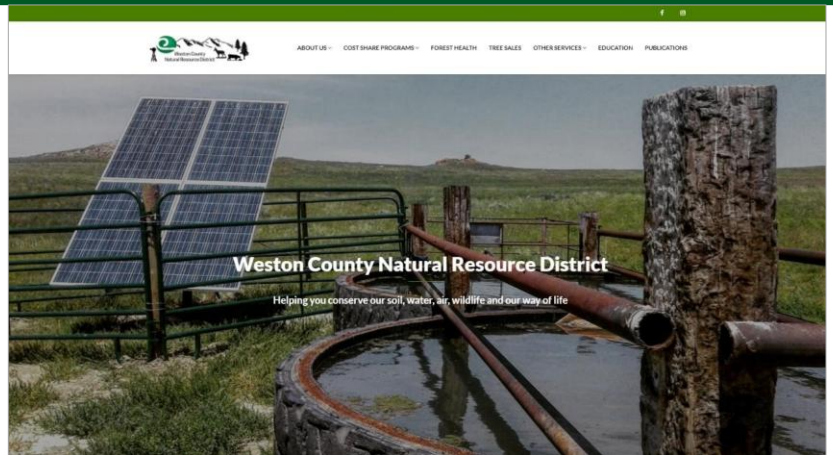 Weston County
Natural Resource District
ABOUT US
COST SHARE PROGRAMS
FOREST HEALTH
TREE SALES
OTHER SERVICES
EDUCATION
PUBLICATIONS
Weston County Natural Resource District
Helping you conserve our soil, water, air, wildlife and our way of life